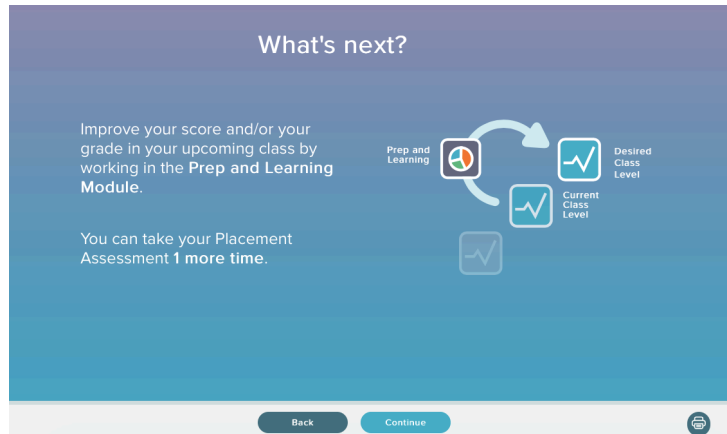 What's next?
Improve your score and/or your
grade in your upcoming class by
working in the Prep and Learning
Module.
You can take your Placement
Assessment 1 more time.
Prep and
Learning
Desired
Class
Level
Current
Class
Level
Back
Continue